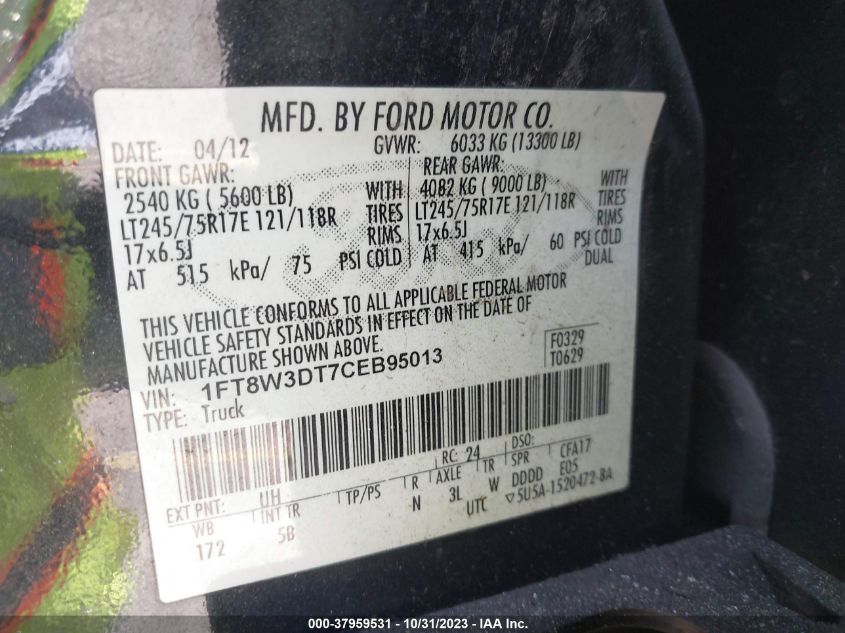 MFD. BY FORD MOTOR CO.
DATE: 04/12 GVWR: 6033 KG (13300 LB)
FRONT GAWR: REAR GAWR:
2540 KG ( 5600 LB) WITH 4082 KG ( 9000 LB) WITH
LT245/75R17E 121/118R TIRES LT245/75R17E 121/118R TIRES
17x6.5J RIMS 17x6.5J RIMS
AT 515 kPa/ 75 PSI COLD AT 415 kPa/ 60 PSI COLD
DUAL
THIS VEHICLE CONFORMS TO ALL APPLICABLE FEDERAL MOTOR
VEHICLE SAFETY STANDARDS IN EFFECT ON THE DATE OF
MANUFACTURE SHOWN ABOVE.
VIN: 1FT8W3DT7CEB95013
F0329
T0629
TYPE: Truck
RC: 24 DSO:
EXT PNT: UH TP/PS R AXLE TR SPR CFA17
WB INT TR N 3L W DDDD E05
172 5B UTC ▽5U5A-1520472-BA
000-37959531 - 10/31/2023 - IAA Inc.